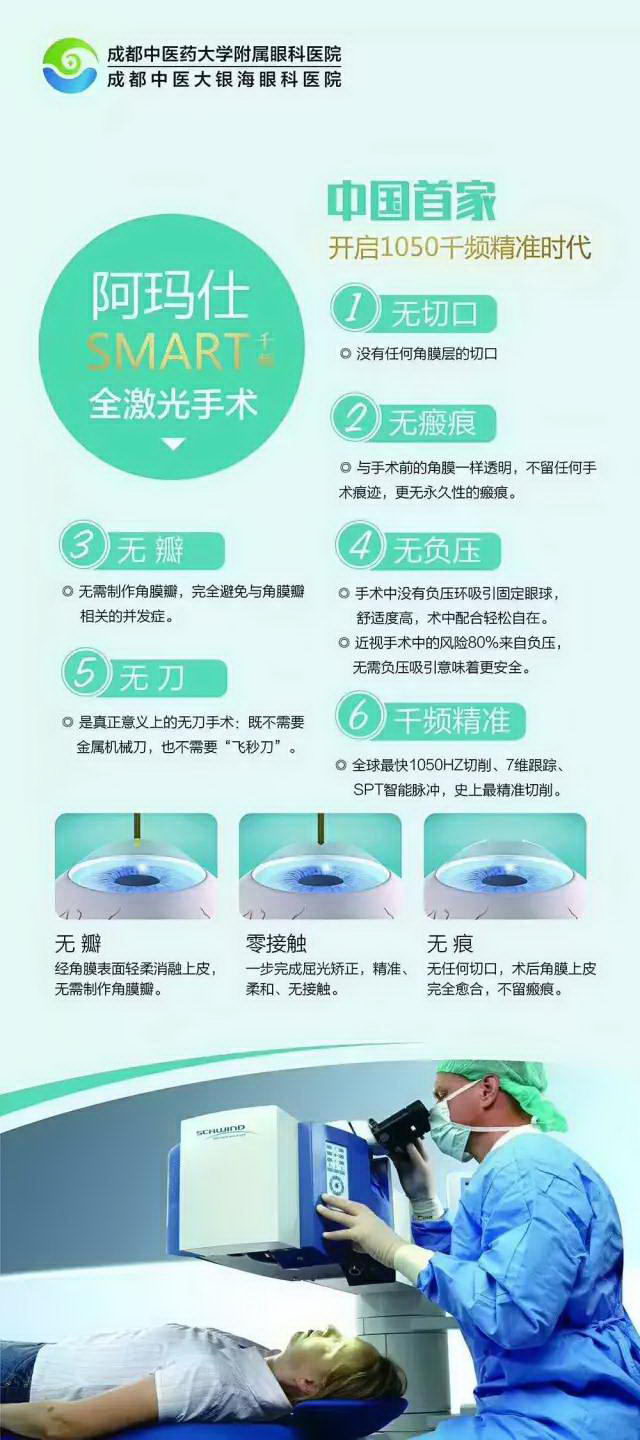 成都中医药大学附属眼科医院
成都中医大银海眼科医院
中国首家
开启1050千频精准时代
阿玛仕
SMART千频
全激光手术
1 无切口
没有任何角膜层的切口
2 无瘢痕
与手术前的角膜一样透明，不留任何手
术痕迹，更无永久性的瘢痕。
3 无瓣
无需制作角膜瓣，完全避免与角膜瓣
相关的并发症。
4 无负压
手术中没有负压环吸引固定眼球，
舒适度高，术中配合轻松自在。
近视手术中的风险80%来自负压，
无需负压吸引意味着更安全。
5 无刀
是真正意义上的无刀手术：既不需要
金属机械刀，也不需要“飞秒刀”。
6 千频精准
全球最快1050HZ切削、7维跟踪、
SPT智能脉冲，史上最精准切削。
无瓣
经角膜表面轻柔消融上皮，
无需制作角膜瓣。
零接触
一步完成屈光矫正，精准、
柔和、无接触。
无痕
无任何切口，术后角膜上皮
完全愈合，不留瘢痕。
SCHWIND